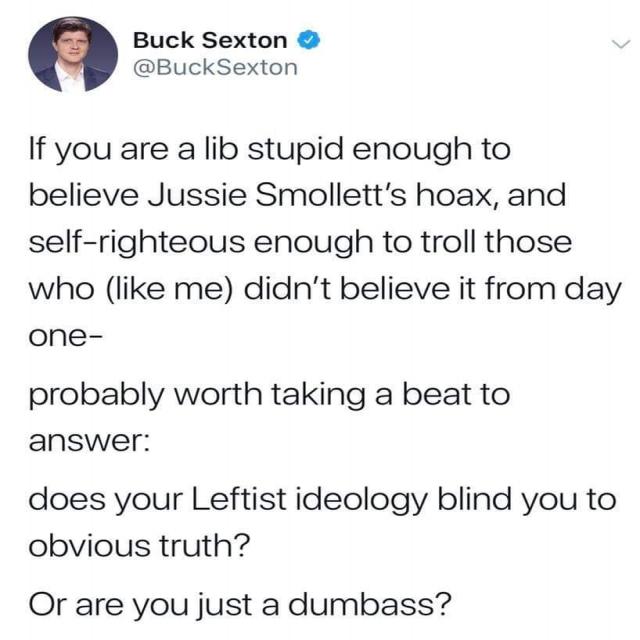 Buck Sexton
@BuckSexton
If you are a lib stupid enough to
believe Jussie Smollett's hoax, and
self-righteous enough to troll those
who (like me) didn't believe it from day
one-
probably worth taking a beat to
answer:
does your Leftist ideology blind you to
obvious truth?
Or are you just a dumbass?